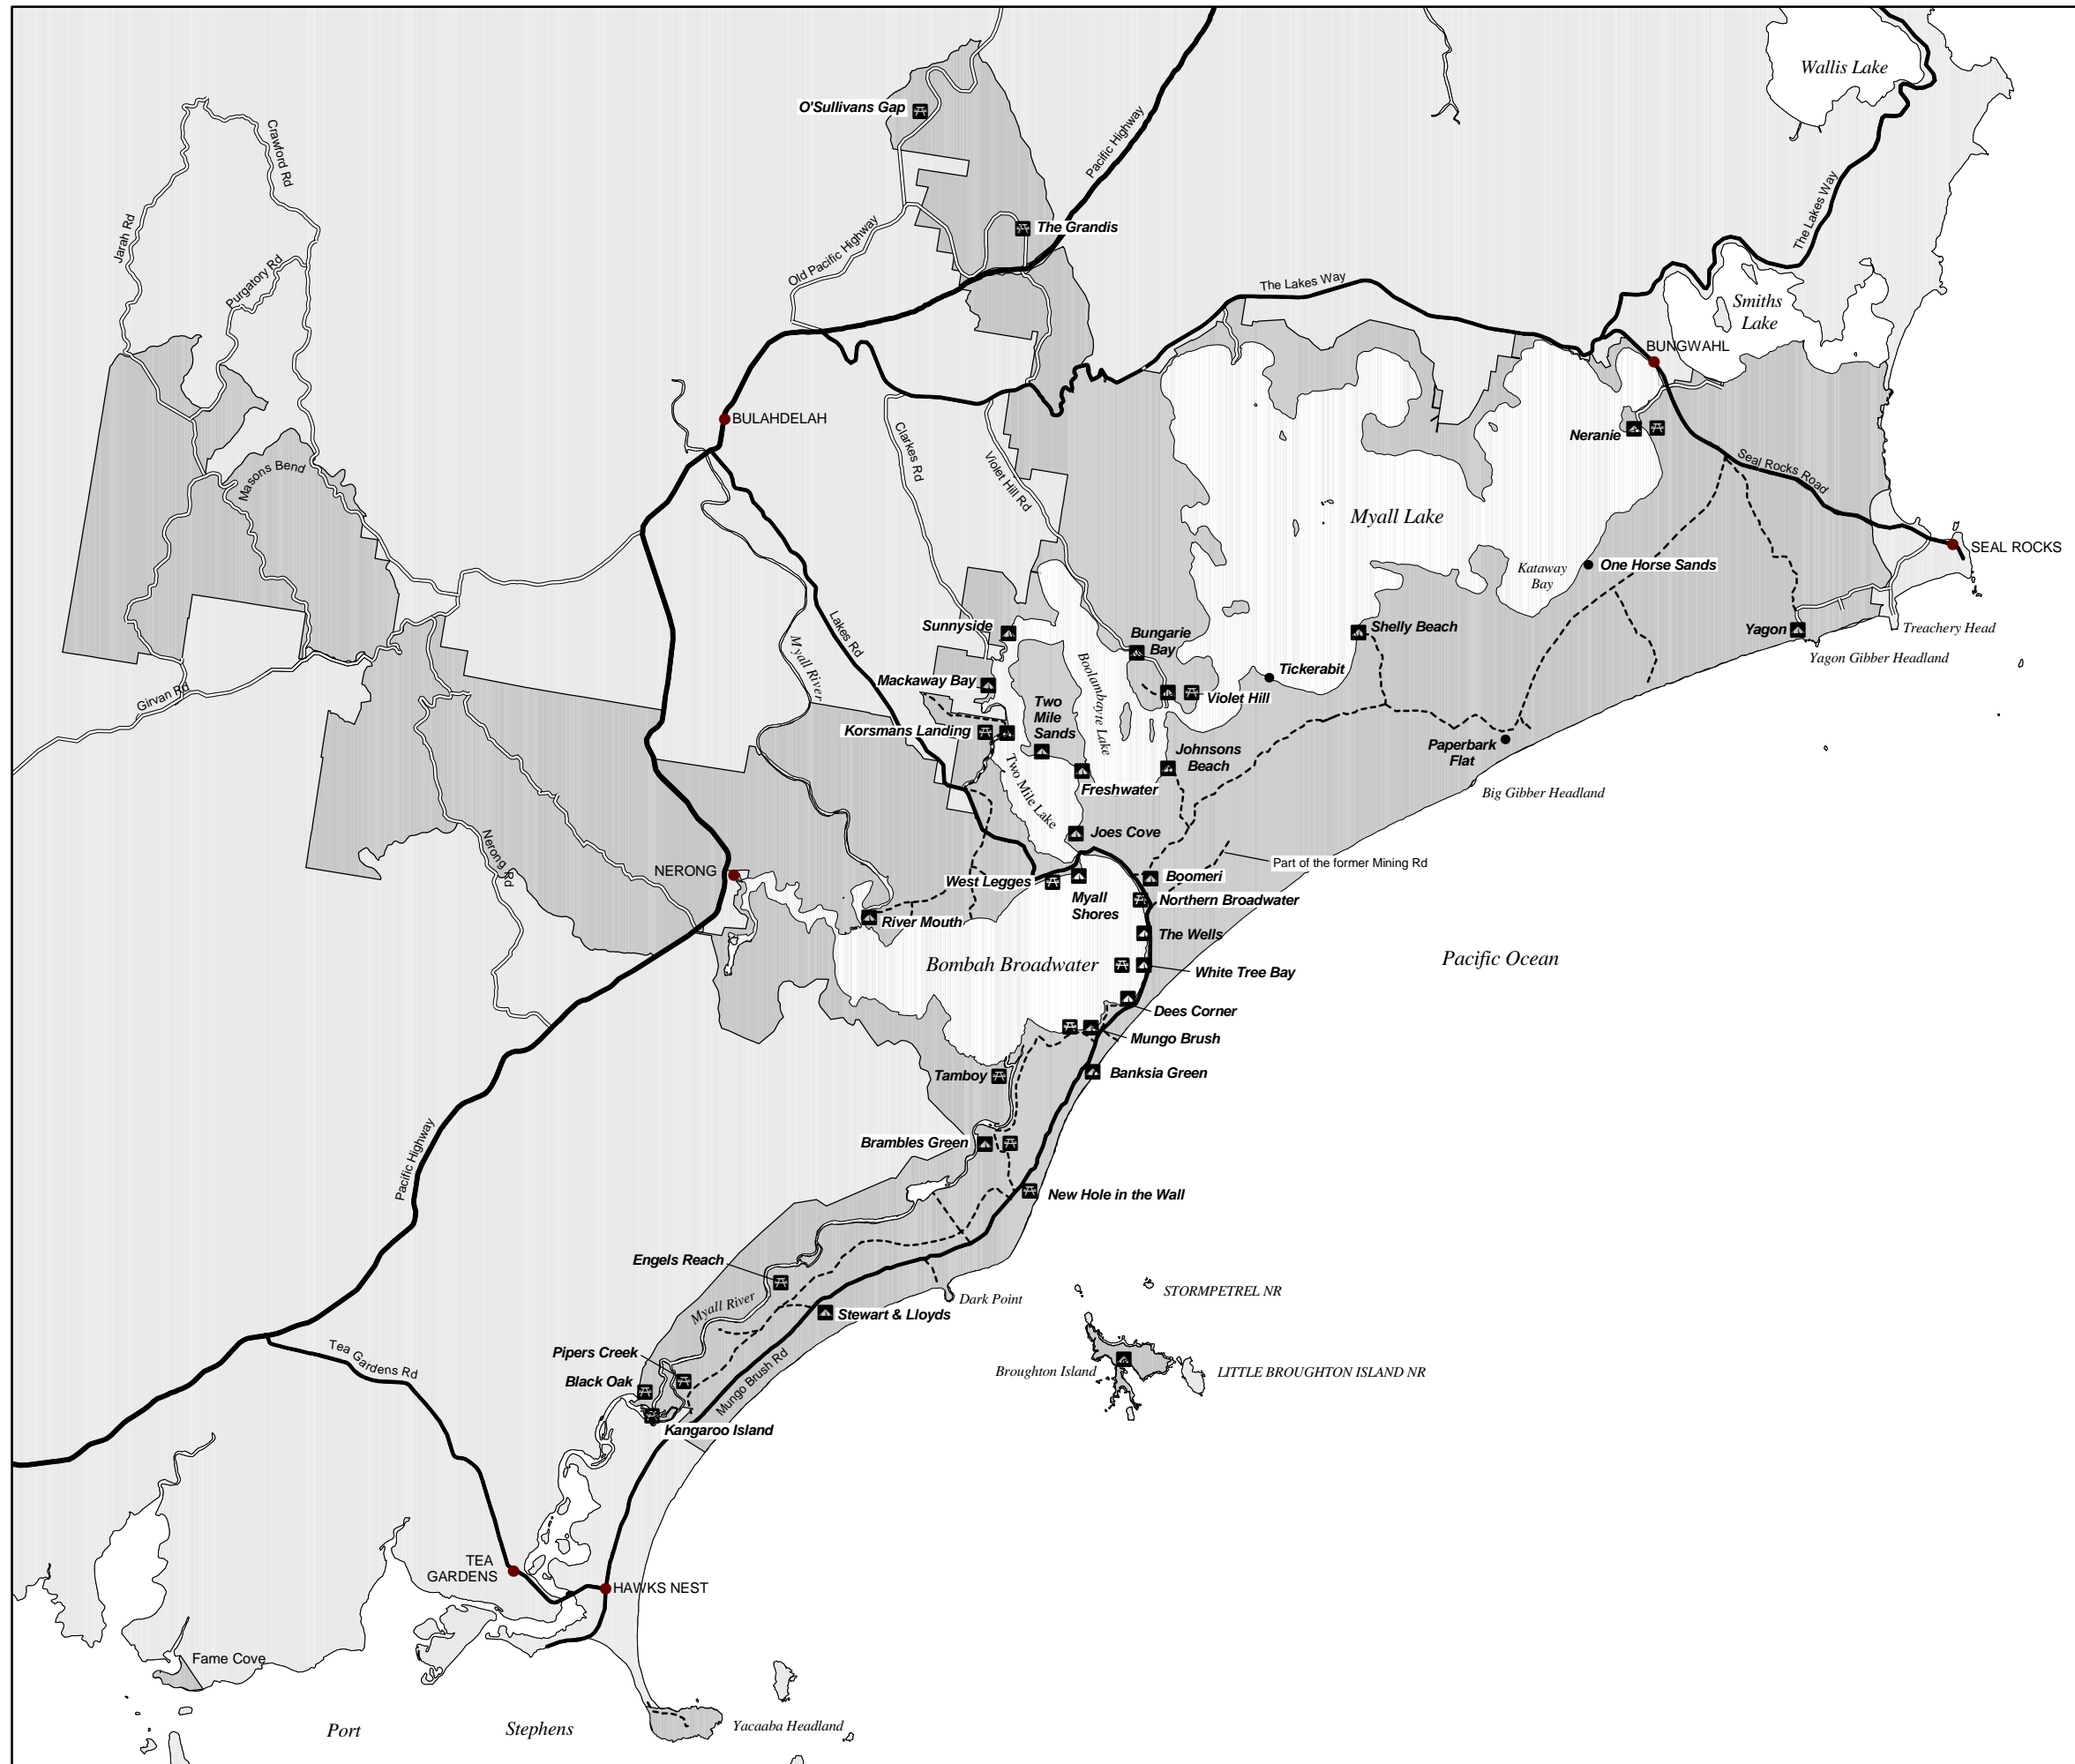 Wallis Lake
O'Sullivans Gap
Crawford Rd
Pacific Highway
Jarah Rd
The Grandis
The Lakes Way
Old Pacific Highway
Purgatory Rd
The Lakes Way
Smiths
Lake
BUNGWAHL
BULAHDELAH
Neranie
Clarkes Rd
Violet Hill Rd
Masons Bend
Seal Rocks Road
Myall Lake
SEAL ROCKS
Kataway
Bay
One Horse Sands
Sunnyside
Bungarie
Bay
Shelly Beach
Yagon
Treachery Head
Lakes Rd
Myall River
Boolambayte Lake
Yagon Gibber Headland
Tickerabit
Mackaway Bay
Violet Hill
Girvan Rd
Two
Mile
Sands
Korsmans Landing
Johnsons
Beach
Paperbark
Flat
Two Mile Lake
Freshwater
Big Gibber Headland
Joes Cove
Nerong Rd
Part of the former Mining Rd
NERONG
West Legges
Boomeri
Myall
Shores
Northern Broadwater
River Mouth
The Wells
Bombah Broadwater
Pacific Ocean
White Tree Bay
Dees Corner
Mungo Brush
Tamboy
Banksia Green
Brambles Green
Pacific Highway
New Hole in the Wall
Engels Reach
STORMPETREL NR
Dark Point
Myall River
Stewart & Lloyds
Tea Gardens Rd
Pipers Creek
Mungo Brush Rd
Broughton Island
LITTLE BROUGHTON ISLAND NR
Black Oak
Kangaroo Island
TEA
GARDENS
HAWKS NEST
Fame Cove
Port
Stephens
Yacaaba Headland